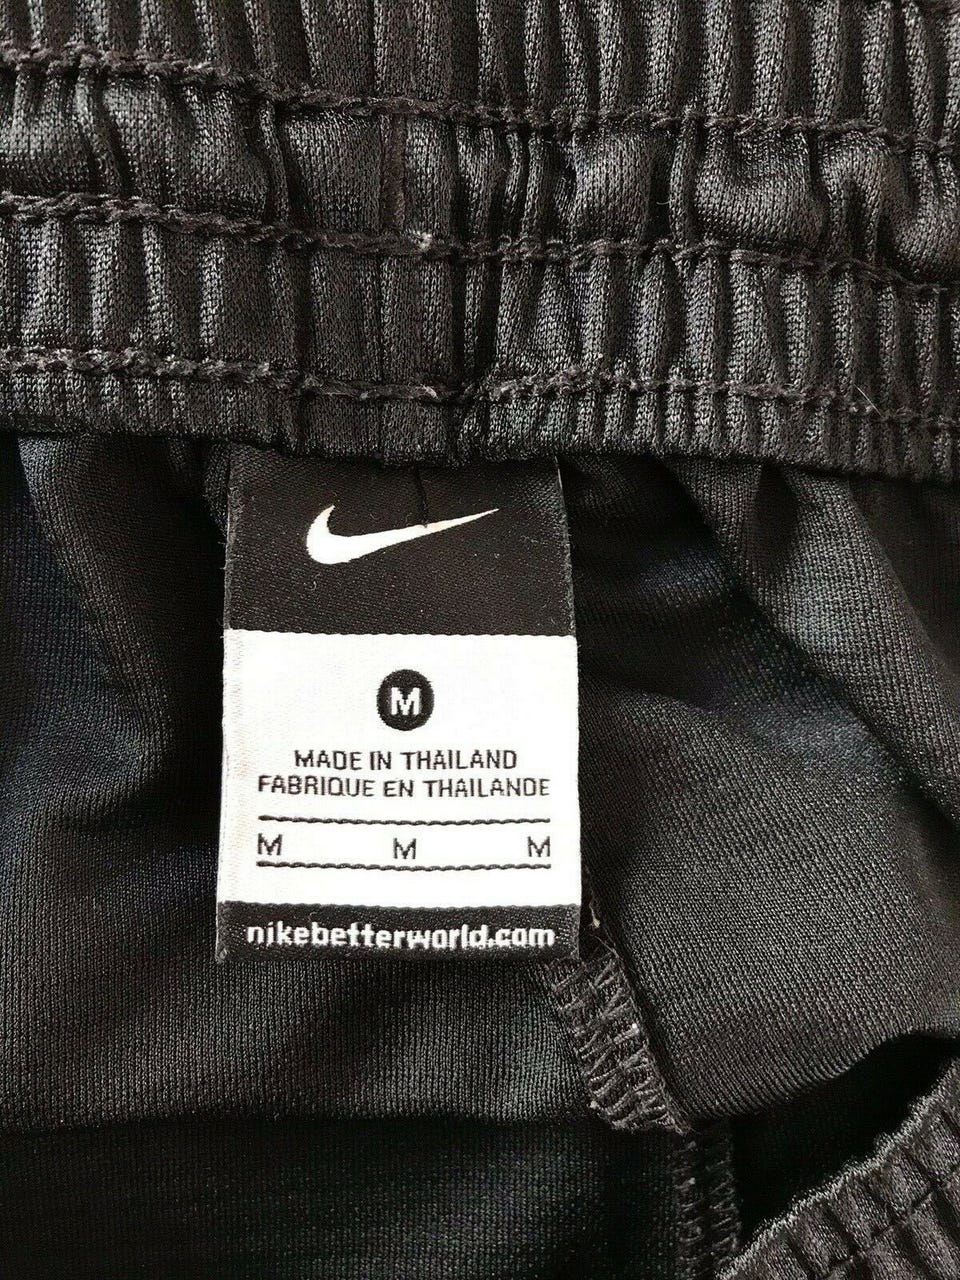 M
MADE IN THAILAND
FABRIQUE EN THAILANDE
M M M
nikebetterworld.com